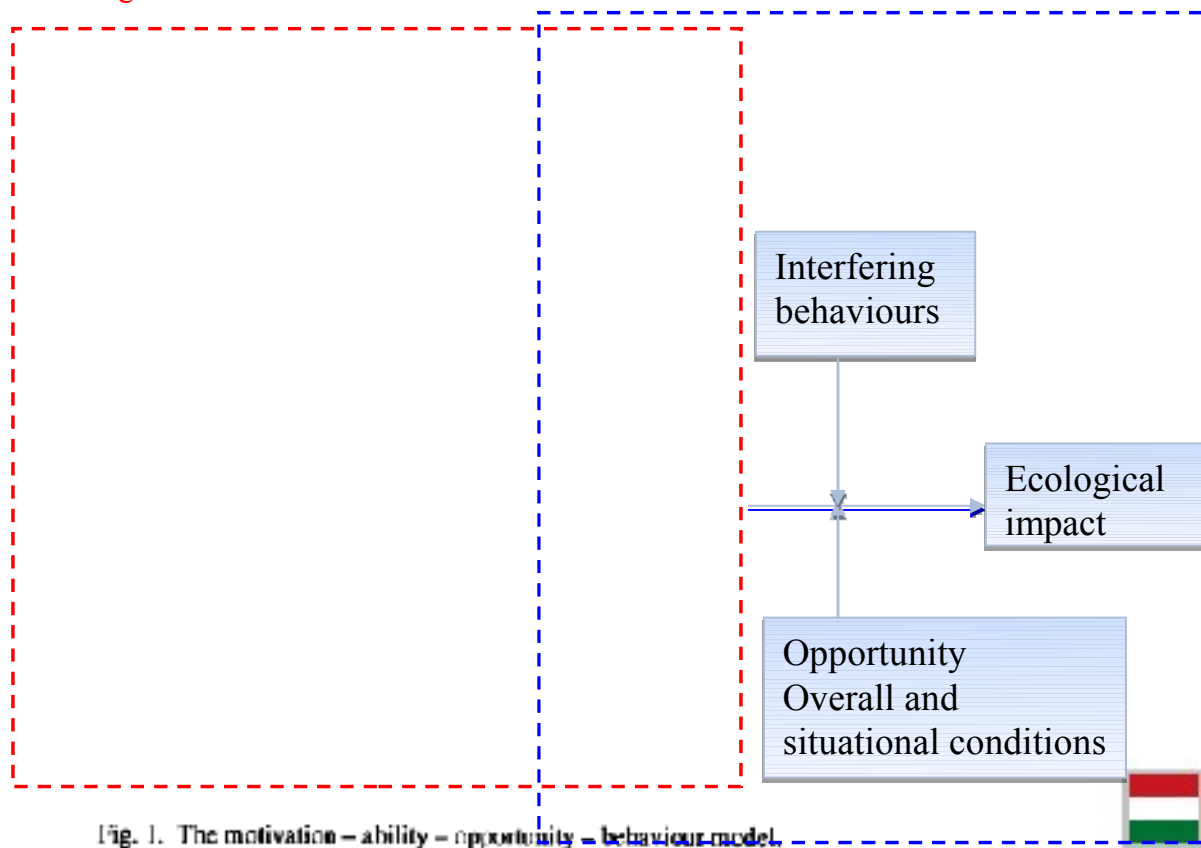 Interfering
behaviours
Ecological
impact
Opportunity
Overall and
situational conditions
Fig. 1. The motivation – ability – opportunity – behaviour model.